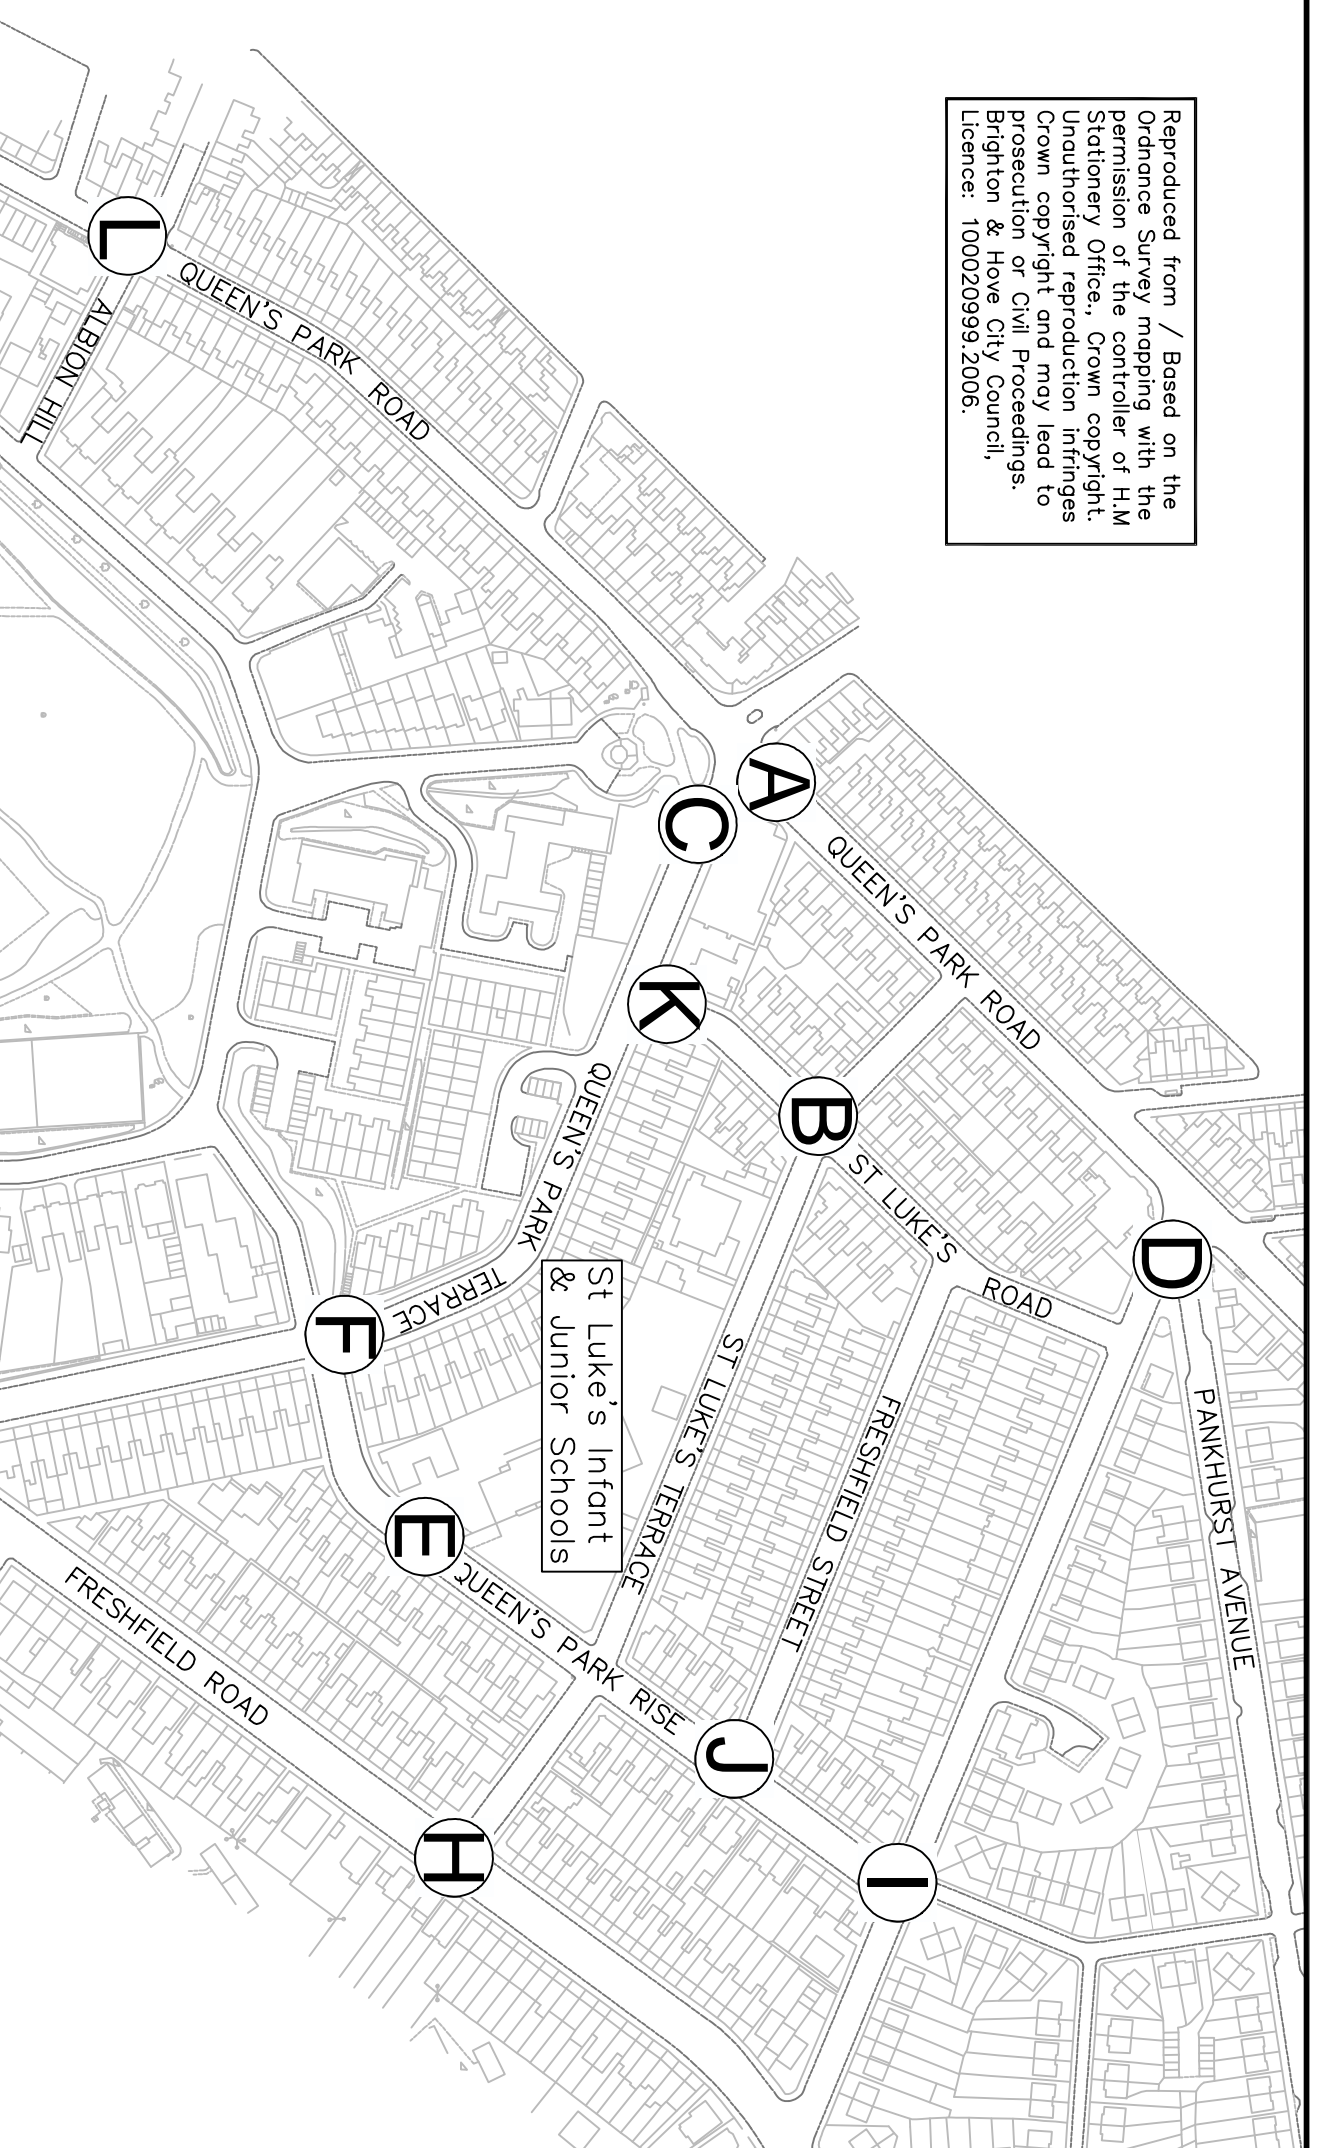 Reproduced from / Based on the
Ordnance Survey mapping with the
permission of the controller of H.M
Stationery Office., Crown copyright.
Unauthorised reproduction infringes
Crown copyright and may lead to
prosecution or Civil Proceedings.
Brighton & Hove City Council,
Licence: 100020999.2006.
L
QUEEN'S PARK ROAD
ALBION HILL
A
C
QUEEN'S PARK ROAD
K
B
QUEEN'S PARK TERRACE
ST LUKE'S ROAD
D
St Luke's Infant
& Junior Schools
F
ST LUKE'S TERRACE
FRESHFIELD STREET
PANKHURST AVENUE
E
QUEEN'S PARK RISE
FRESHFIELD ROAD
J
H
I